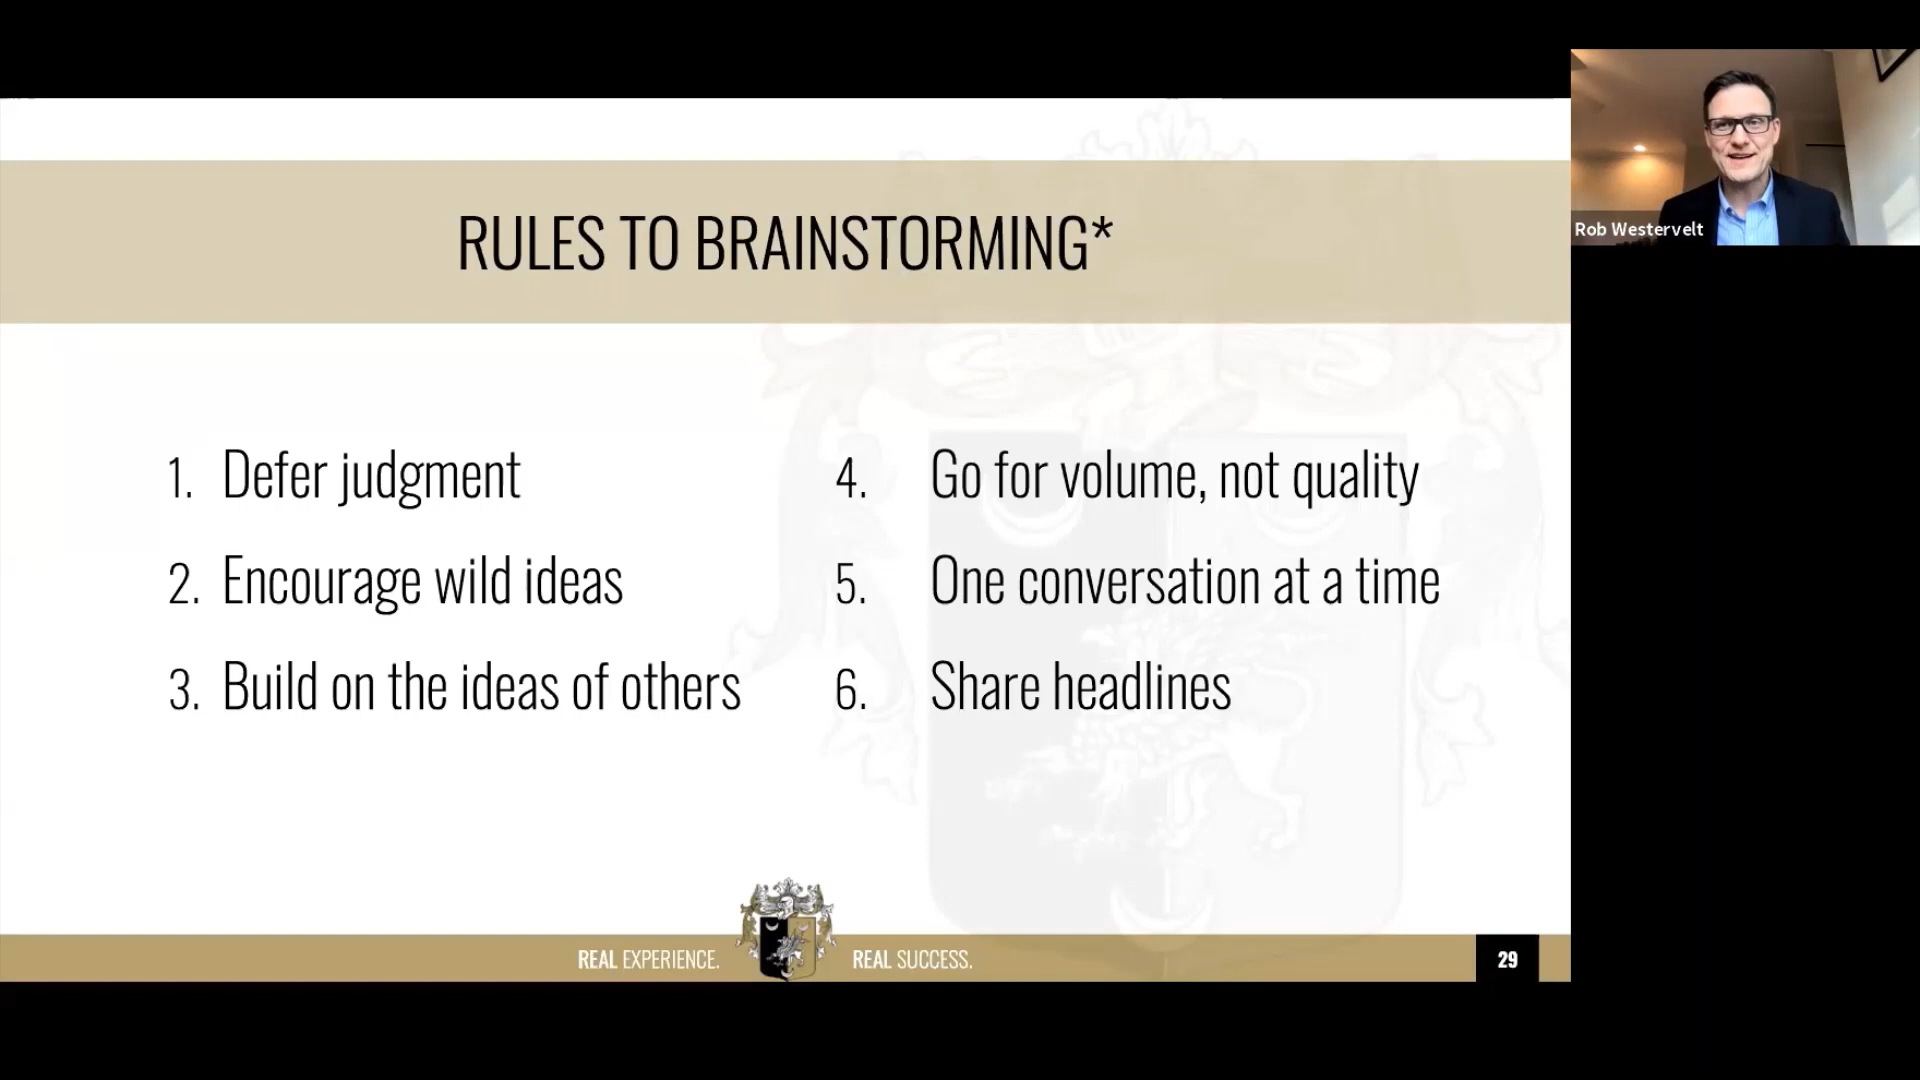 RULES TO BRAINSTORMING*
1. Defer judgment
2. Encourage wild ideas
3. Build on the ideas of others
4. Go for volume, not quality
5. One conversation at a time
6. Share headlines
REAL EXPERIENCE. REAL SUCCESS.
29
Rob Westervelt